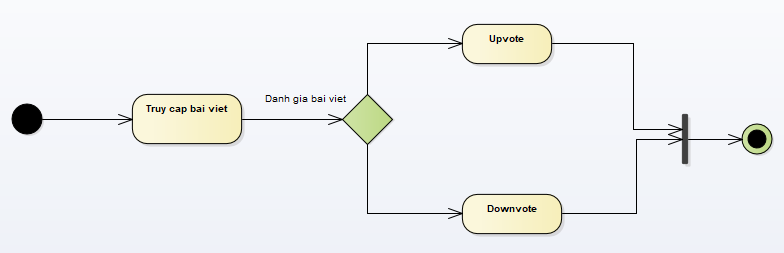 Upvote
Truy cap bai viet
Danh gia bai viet
Downvote